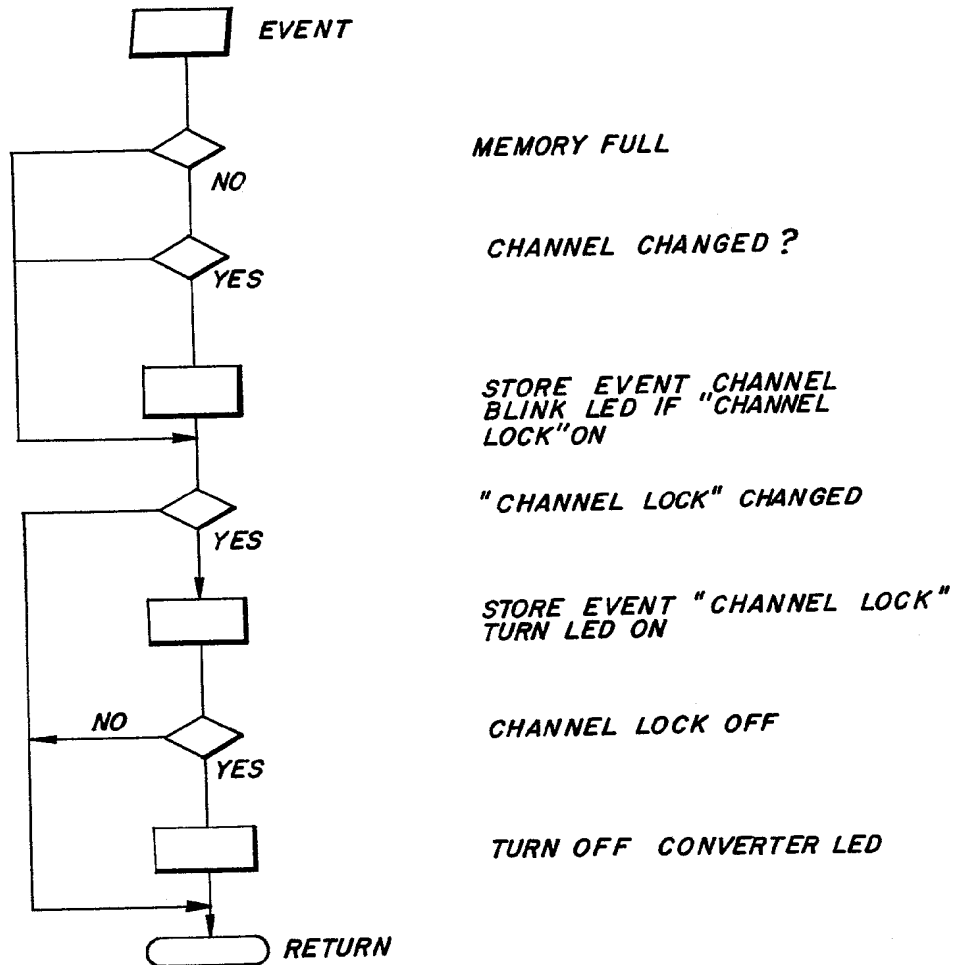 EVENT
MEMORY FULL
NO
CHANNEL CHANGED ?
YES
STORE EVENT CHANNEL
BLINK LED IF "CHANNEL
LOCK" ON
"CHANNEL LOCK" CHANGED
YES
STORE EVENT "CHANNEL LOCK"
TURN LED ON
NO
CHANNEL LOCK OFF
YES
TURN OFF CONVERTER LED
RETURN